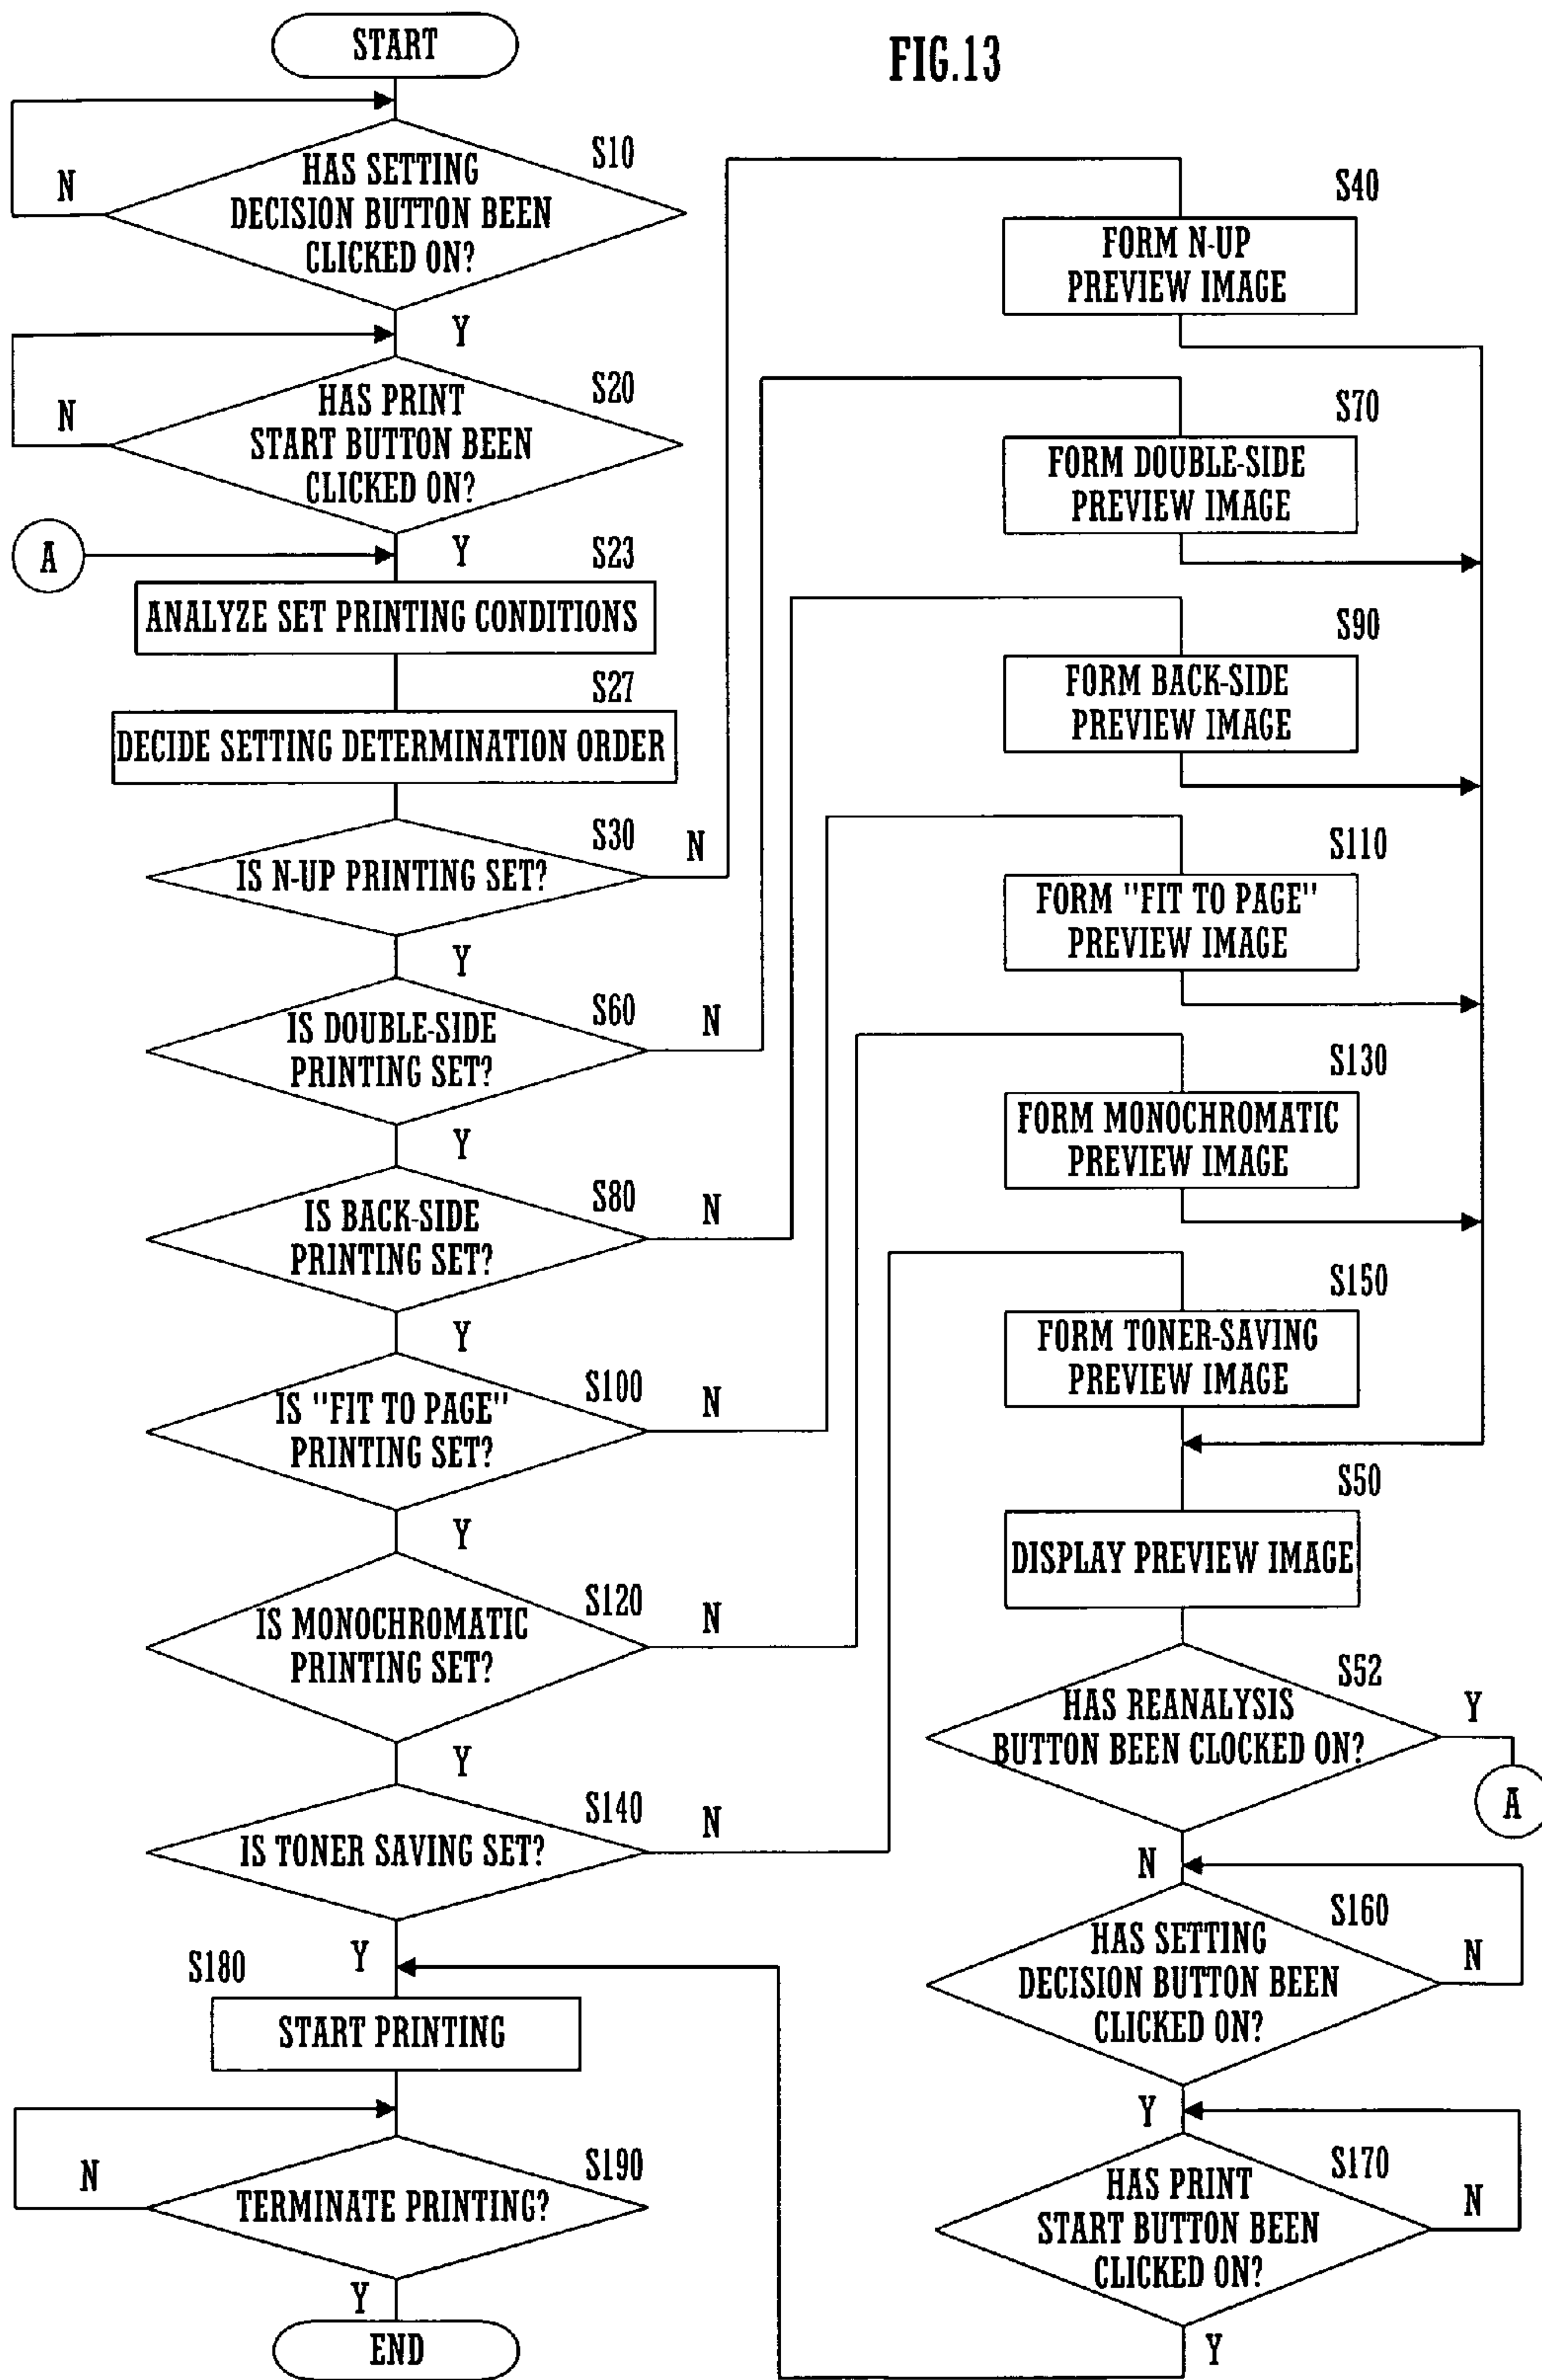 FIG.13
START
HAS SETTING
DECISION BUTTON BEEN
CLICKED ON?
S10
N
Y
HAS PRINT
START BUTTON BEEN
CLICKED ON?
S20
N
Y
A
S23
ANALYZE SET PRINTING CONDITIONS
S27
DECIDE SETTING DETERMINATION ORDER
S30
IS N-UP PRINTING SET?
N
Y
S60
IS DOUBLE-SIDE
PRINTING SET?
N
Y
S80
IS BACK-SIDE
PRINTING SET?
N
Y
S100
IS "FIT TO PAGE"
PRINTING SET?
N
Y
S120
IS MONOCHROMATIC
PRINTING SET?
N
Y
S140
IS TONER SAVING SET?
N
Y
S180
START PRINTING
S190
TERMINATE PRINTING?
N
Y
END
S40
FORM N-UP
PREVIEW IMAGE
S70
FORM DOUBLE-SIDE
PREVIEW IMAGE
S90
FORM BACK-SIDE
PREVIEW IMAGE
S110
FORM "FIT TO PAGE"
PREVIEW IMAGE
S130
FORM MONOCHROMATIC
PREVIEW IMAGE
S150
FORM TONER-SAVING
PREVIEW IMAGE
S50
DISPLAY PREVIEW IMAGE
S52
HAS REANALYSIS
BUTTON BEEN CLOCKED ON?
Y
A
N
S160
HAS SETTING
DECISION BUTTON BEEN
CLICKED ON?
N
Y
S170
HAS PRINT
START BUTTON BEEN
CLICKED ON?
N
Y